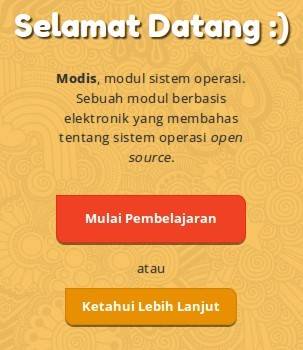 Selamat Datang :)
Modis, modul sistem operasi.
Sebuah modul berbasis
elektronik yang membahas
tentang sistem operasi open
source.
Mulai Pembelajaran
atau
Ketahui Lebih Lanjut